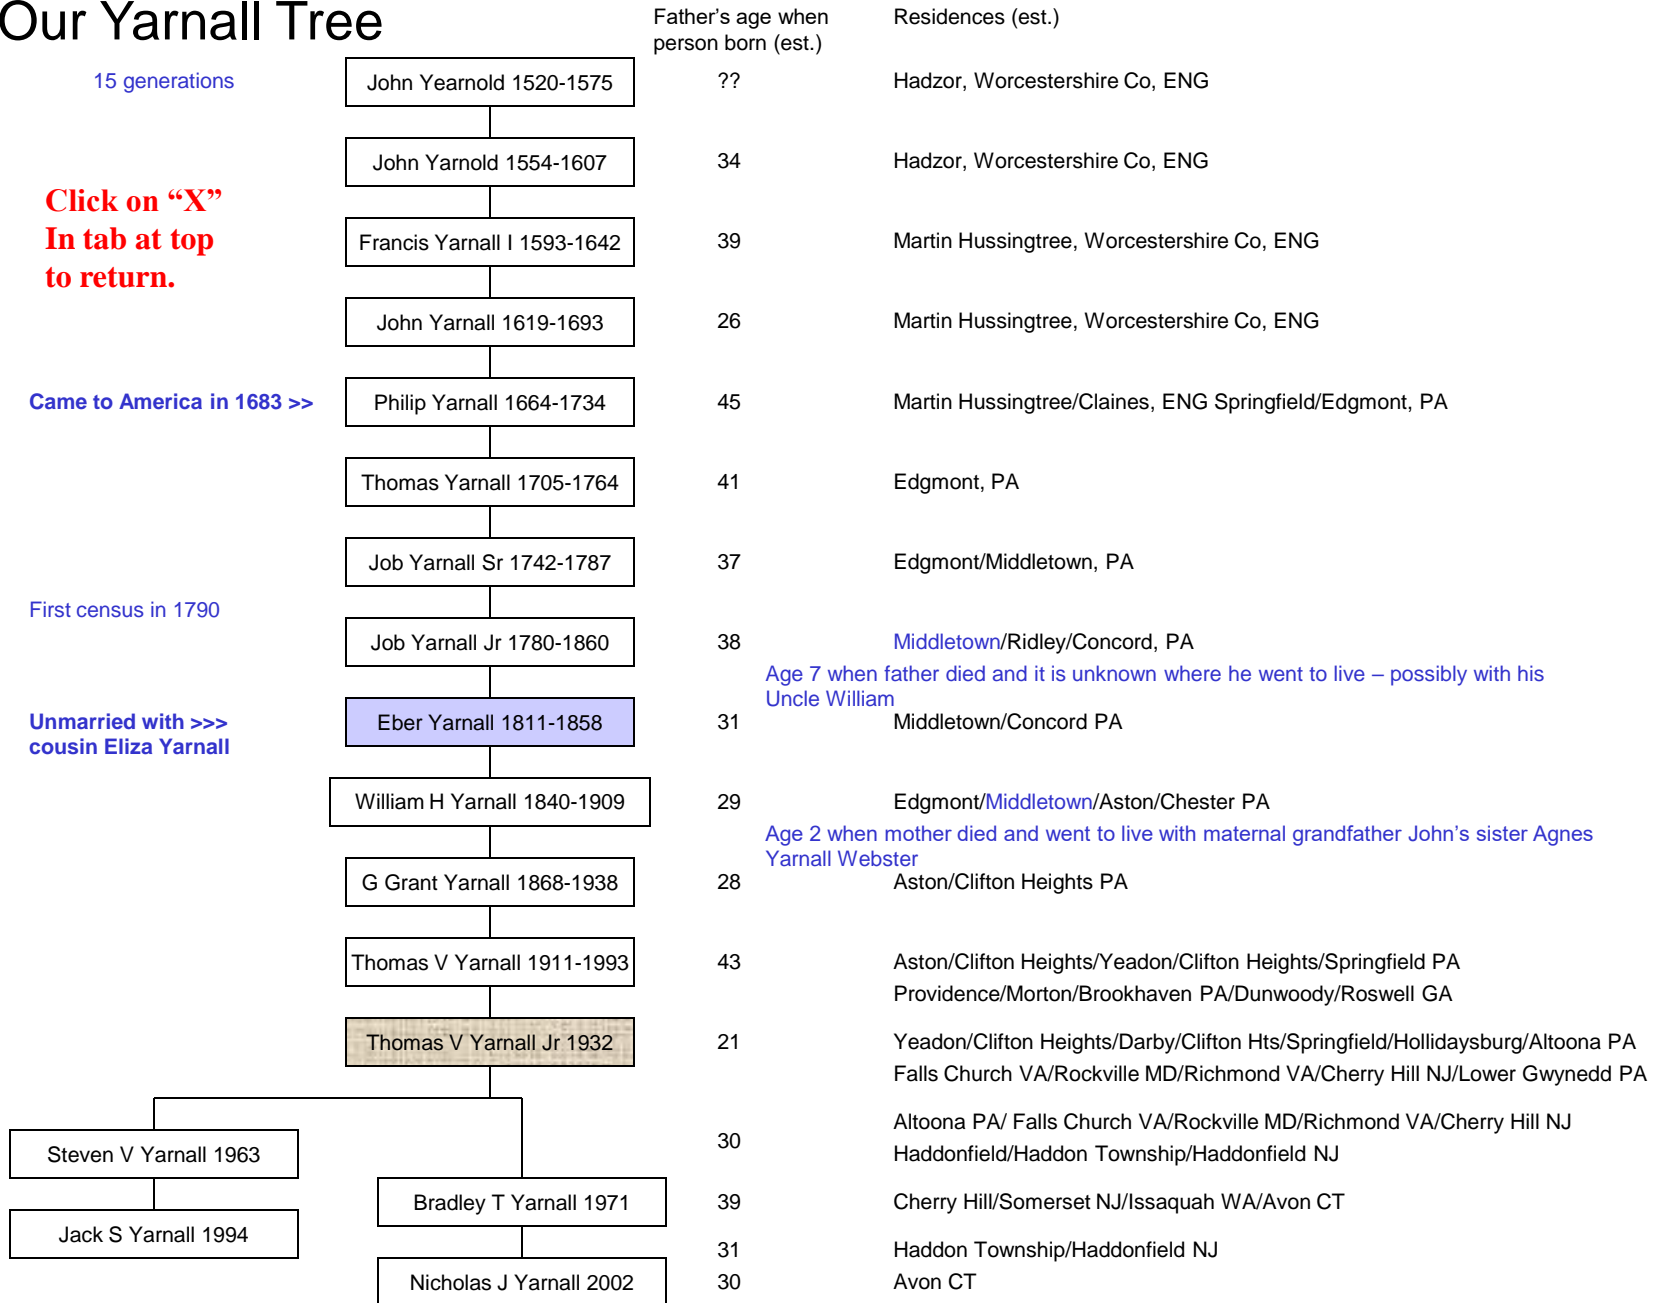 Our Yarnall Tree
Father's age when
person born (est.)
Residences (est.)
15 generations
John Yearnold 1520-1575
??
Hadzor, Worcestershire Co, ENG
John Yarnold 1554-1607
34
Hadzor, Worcestershire Co, ENG
Click on “X”
In tab at top
to return.
Francis Yarnall I 1593-1642
39
Martin Hussingtree, Worcestershire Co, ENG
John Yarnall 1619-1693
26
Martin Hussingtree, Worcestershire Co, ENG
Came to America in 1683 >>
Philip Yarnall 1664-1734
45
Martin Hussingtree/Claines, ENG Springfield/Edgmont, PA
Thomas Yarnall 1705-1764
41
Edgmont, PA
Job Yarnall Sr 1742-1787
37
Edgmont/Middletown, PA
First census in 1790
Job Yarnall Jr 1780-1860
38
Middletown/Ridley/Concord, PA
Age 7 when father died and it is unknown where he went to live – possibly with his
Uncle William
Unmarried with >>>
cousin Eliza Yarnall
Eber Yarnall 1811-1858
31
Middletown/Concord PA
William H Yarnall 1840-1909
29
Edgmont/Middletown/Aston/Chester PA
Age 2 when mother died and went to live with maternal grandfather John’s sister Agnes
Yarnall Webster
G Grant Yarnall 1868-1938
28
Aston/Clifton Heights PA
Thomas V Yarnall 1911-1993
43
Aston/Clifton Heights/Yeadon/Clifton Heights/Springfield PA
Providence/Morton/Brookhaven PA/Dunwoody/Roswell GA
Thomas V Yarnall Jr 1932
21
Yeadon/Clifton Heights/Darby/Clifton Hts/Springfield/Hollidaysburg/Altoona PA
Falls Church VA/Rockville MD/Richmond VA/Cherry Hill NJ/Lower Gwynedd PA
Steven V Yarnall 1963
30
Altoona PA/ Falls Church VA/Rockville MD/Richmond VA/Cherry Hill NJ
Haddonfield/Haddon Township/Haddonfield NJ
Bradley T Yarnall 1971
39
Cherry Hill/Somerset NJ/Issaquah WA/Avon CT
Jack S Yarnall 1994
31
Haddon Township/Haddonfield NJ
Nicholas J Yarnall 2002
30
Avon CT